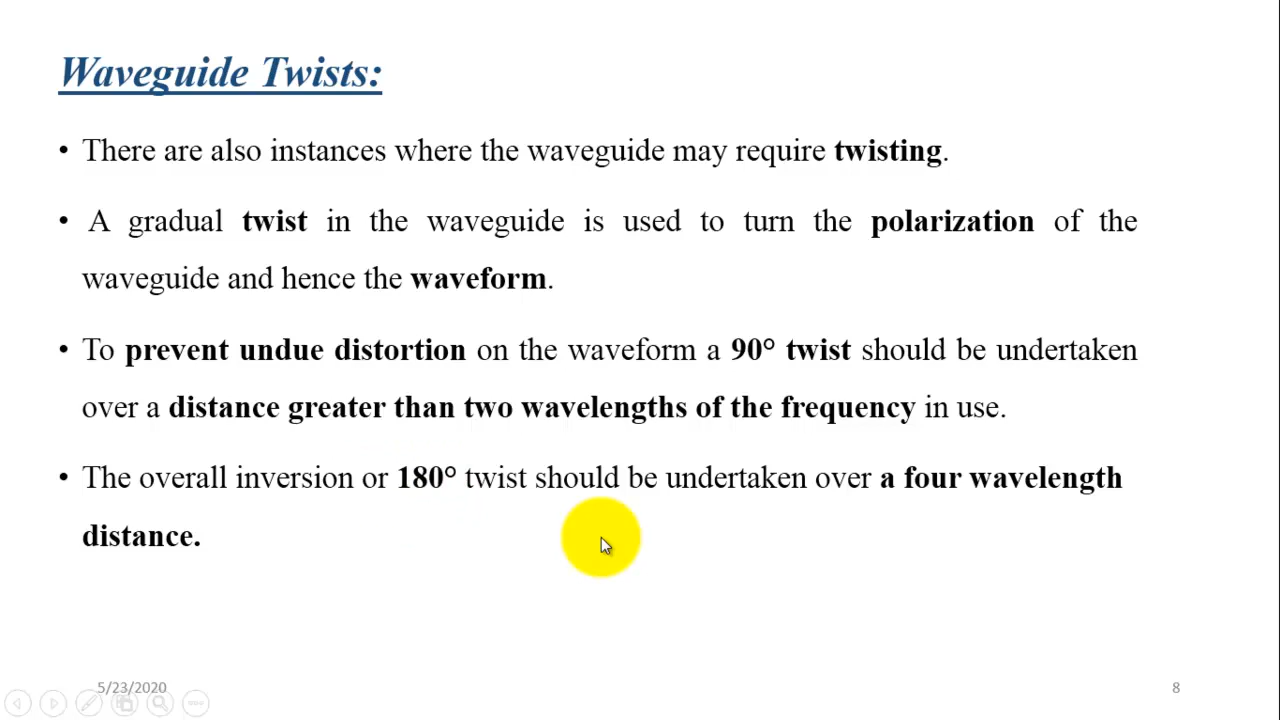 Waveguide Twists:
• There are also instances where the waveguide may require twisting.
• A gradual twist in the waveguide is used to turn the polarization of the
waveguide and hence the waveform.
• To prevent undue distortion on the waveform a 90° twist should be undertaken
over a distance greater than two wavelengths of the frequency in use.
• The overall inversion or 180° twist should be undertaken over a four wavelength
distance.
5/23/2020
8